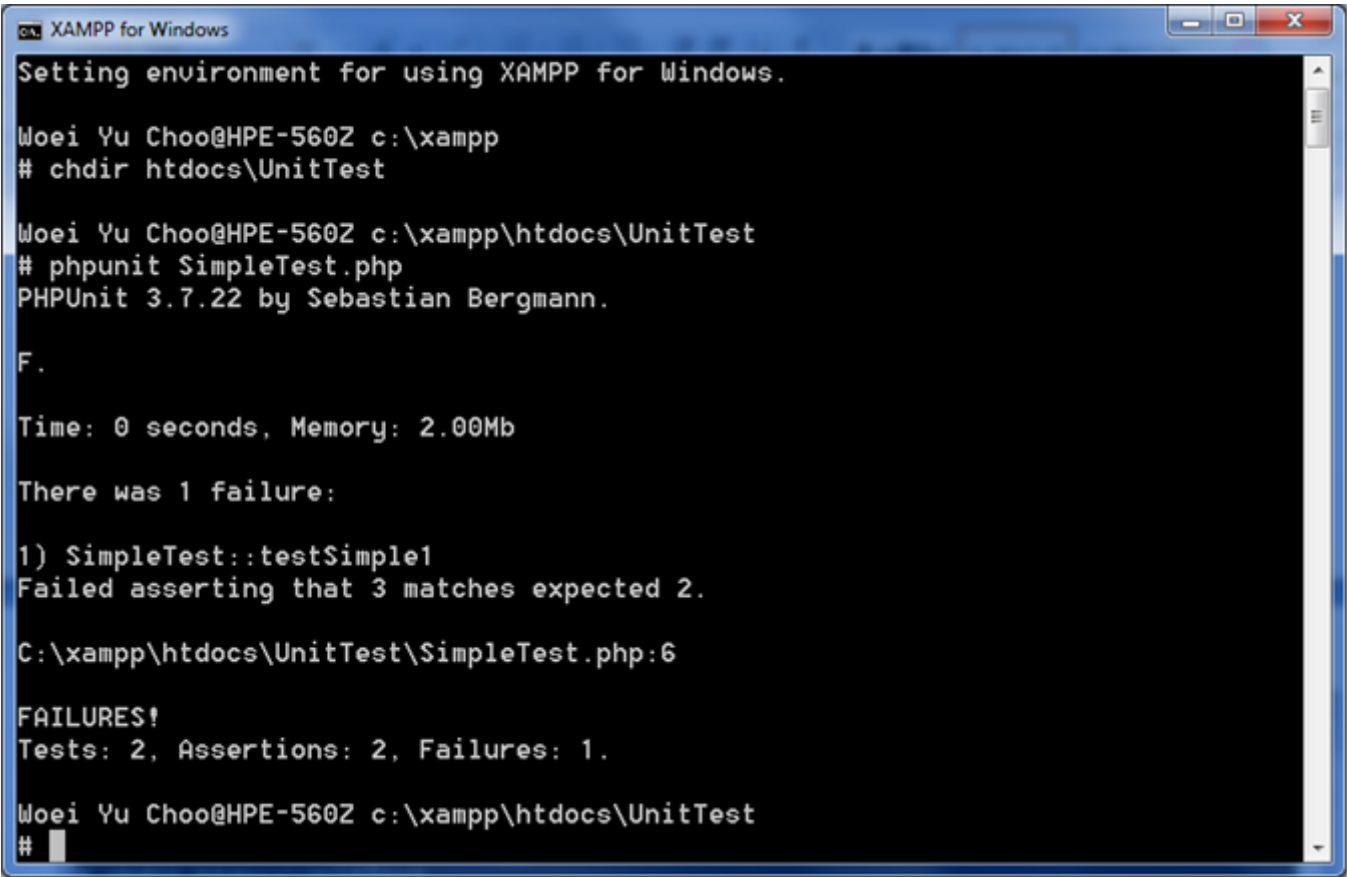 XAMPP for Windows
Setting environment for using XAMPP for Windows.
Woei Yu Choo@HPE-560Z c:\xampp
# chdir htdocs\UnitTest
Woei Yu Choo@HPE-560Z c:\xampp\htdocs\UnitTest
# phpunit SimpleTest.php
PHPUnit 3.7.22 by Sebastian Bergmann.
F.
Time: 0 seconds, Memory: 2.00Mb
There was 1 failure:
1) SimpleTest::testSimple1
Failed asserting that 3 matches expected 2.
C:\xampp\htdocs\UnitTest\SimpleTest.php:6
FAILURES!
Tests: 2, Assertions: 2, Failures: 1.
Woei Yu Choo@HPE-560Z c:\xampp\htdocs\UnitTest
#